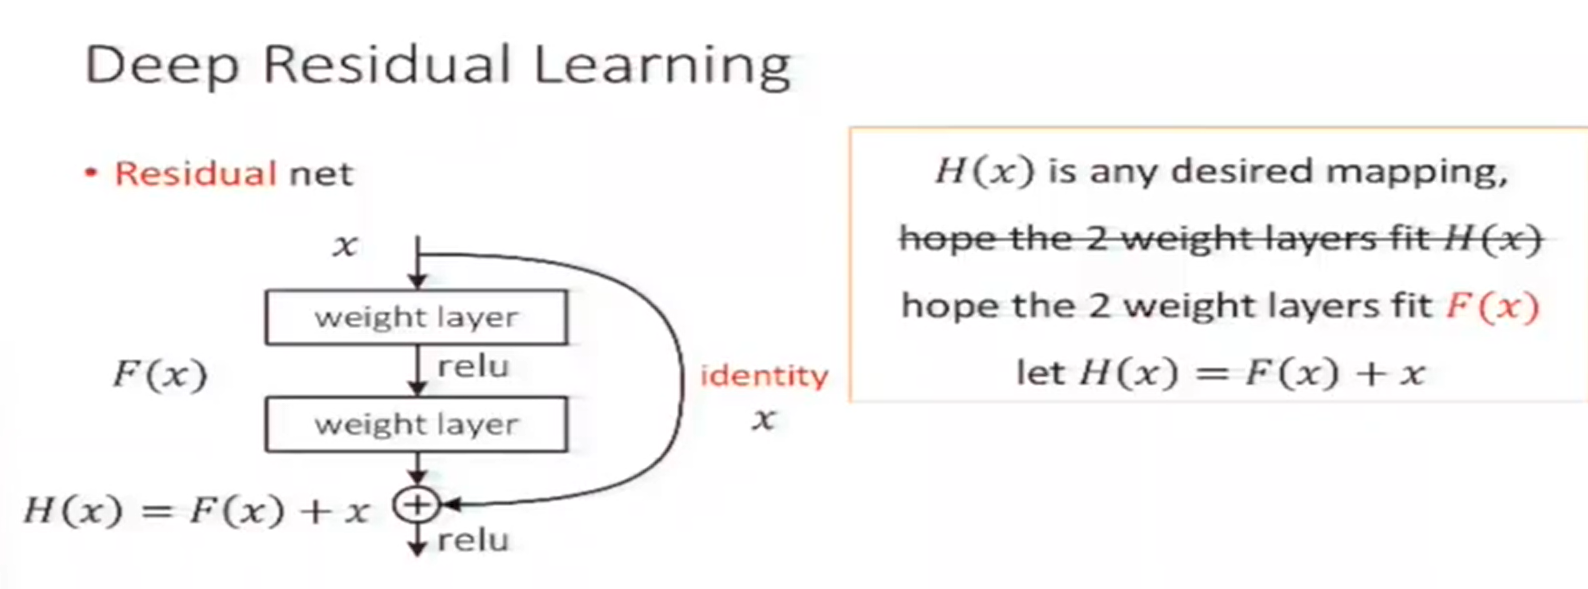 Deep Residual Learning
• Residual net
x
weight layer
relu
F(x)
weight layer
identity
x
H(x) = F(x) + x
+
relu
H(x) is any desired mapping,
hope the 2 weight layers fit H(x)
hope the 2 weight layers fit F(x)
let H(x) = F(x) + x